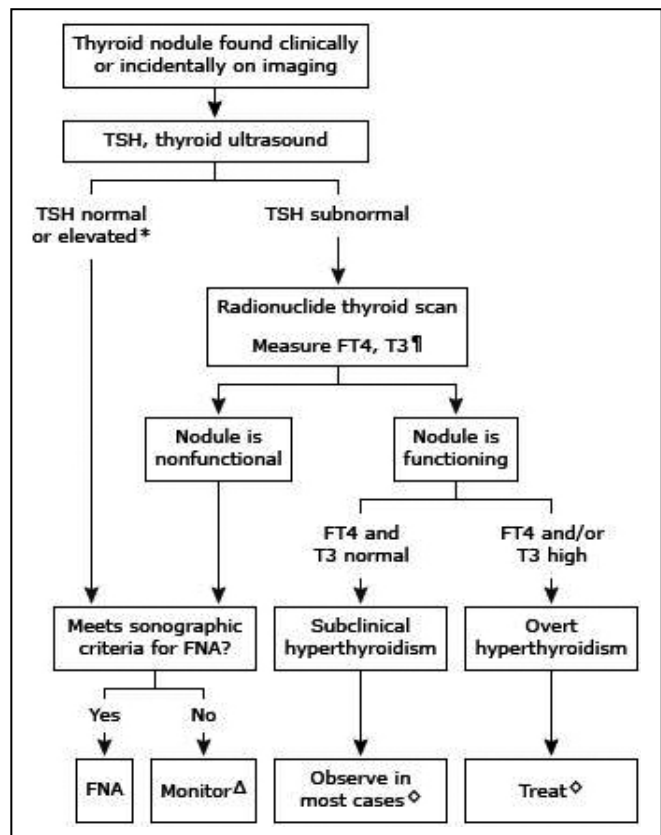 Thyroid nodule found clinically
or incidentally on imaging
TSH, thyroid ultrasound
TSH normal
or elevated*
TSH subnormal
Radionuclide thyroid scan
Measure FT4, T3¶
Nodule is
nonfunctional
Nodule is
functioning
FT4 and
T3 normal
FT4 and/or
T3 high
Meets sonographic
criteria for FNA?
Subclinical
hyperthyroidism
Overt
hyperthyroidism
Yes
No
FNA
MonitorΔ
Observe in
most cases◇
Treat◇